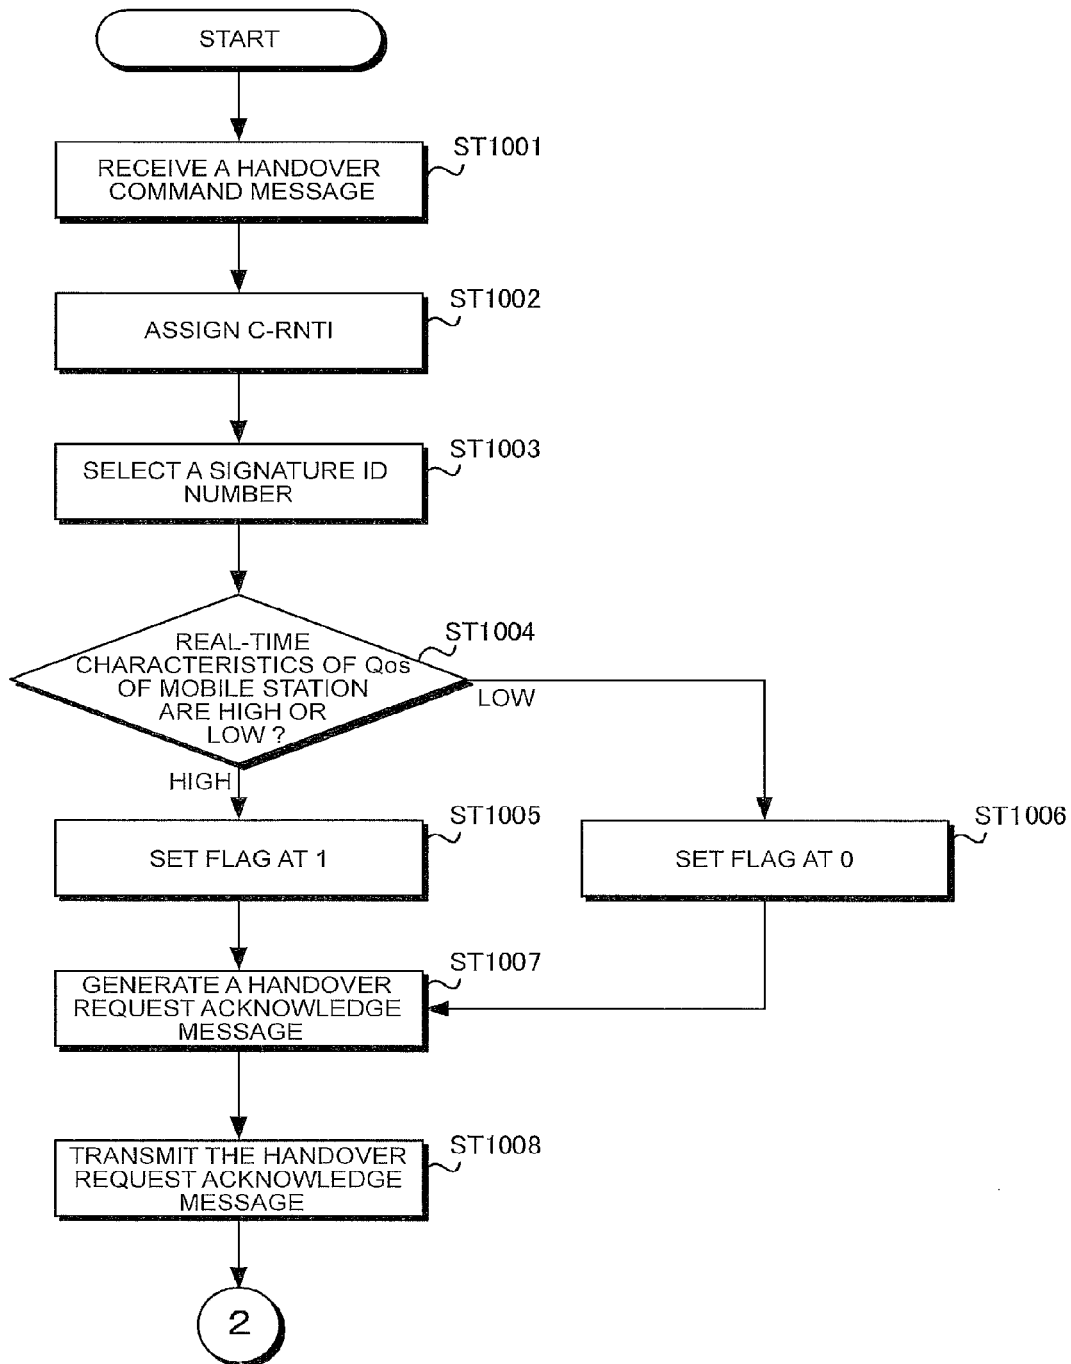 START
ST1001
RECEIVE A HANDOVER
COMMAND MESSAGE
ST1002
ASSIGN C-RNTI
ST1003
SELECT A SIGNATURE ID
NUMBER
ST1004
REAL-TIME
CHARACTERISTICS OF Qos
OF MOBILE STATION
ARE HIGH OR
LOW ?
LOW
HIGH
ST1005
SET FLAG AT 1
ST1006
SET FLAG AT 0
ST1007
GENERATE A HANDOVER
REQUEST ACKNOWLEDGE
MESSAGE
ST1008
TRANSMIT THE HANDOVER
REQUEST ACKNOWLEDGE
MESSAGE
2